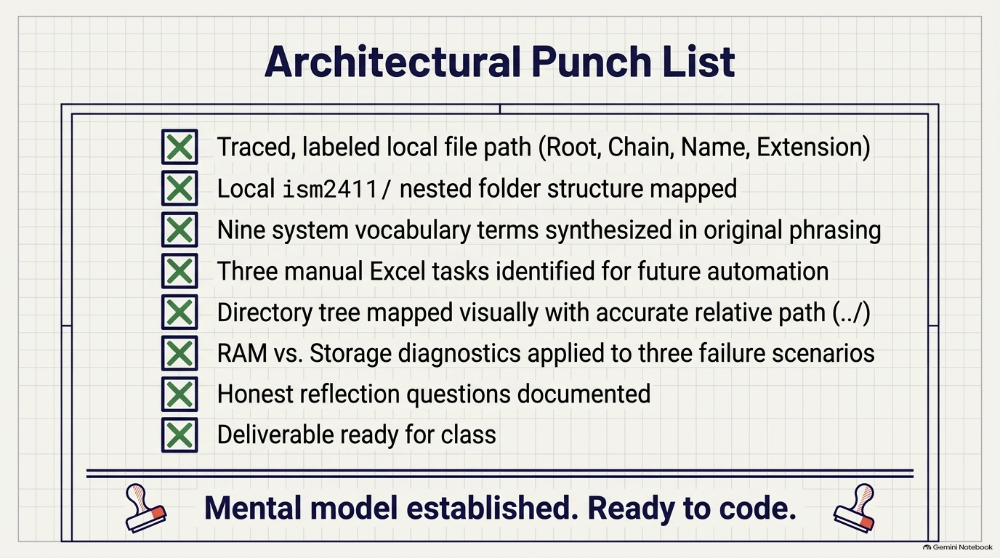 Architectural Punch List
Traced, labeled local file path (Root, Chain, Name, Extension)
Local ism2411/ nested folder structure mapped
Nine system vocabulary terms synthesized in original phrasing
Three manual Excel tasks identified for future automation
Directory tree mapped visually with accurate relative path (../)
RAM vs. Storage diagnostics applied to three failure scenarios
Honest reflection questions documented
Deliverable ready for class
Mental model established. Ready to code.
Gemini Notebook